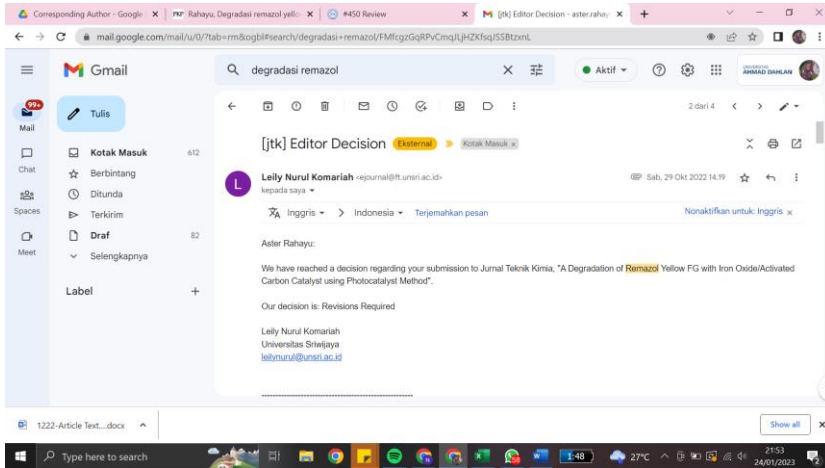 Corresponding Author - Google
Rahayu, Degradasi remazol yello
#450 Review
[jtk] Editor Decision - aster.rahay
mail.google.com/mail/u/0/?tab=rm&ogbl#search/degradasi+remazol/FMfcgzGqRPvCmqJLjHZKfsqJSSBtzxnL
Gmail
degradasi remazol
Aktif
UNIVERSITAS
AHMAD DAHLAN
99+
Mail
Chat
Spaces
Meet
Tulis
Kotak Masuk 612
Berbintang
Ditunda
Terkirim
Draf 82
Selengkapnya
Label
2 dari 4
[jtk] Editor Decision Eksternal Kotak Masuk x
Leily Nurul Komariah <ejournal@ft.unsri.ac.id> Sab, 29 Okt 2022 14.19
kepada saya
Inggris > Indonesia Terjemahkan pesan Nonaktifkan untuk: Inggris x
Aster Rahayu:
We have reached a decision regarding your submission to Jurnal Teknik Kimia, "A Degradation of Remazol Yellow FG with Iron Oxide/Activated
Carbon Catalyst using Photocatalyst Method".
Our decision is: Revisions Required
Leily Nurul Komariah
Universitas Sriwijaya
leilynurul@unsri.ac.id
------------------------------------------------------------
1222-Article Text....docx
Show all
Type here to search
1:48
27°C
21:53
24/01/2023